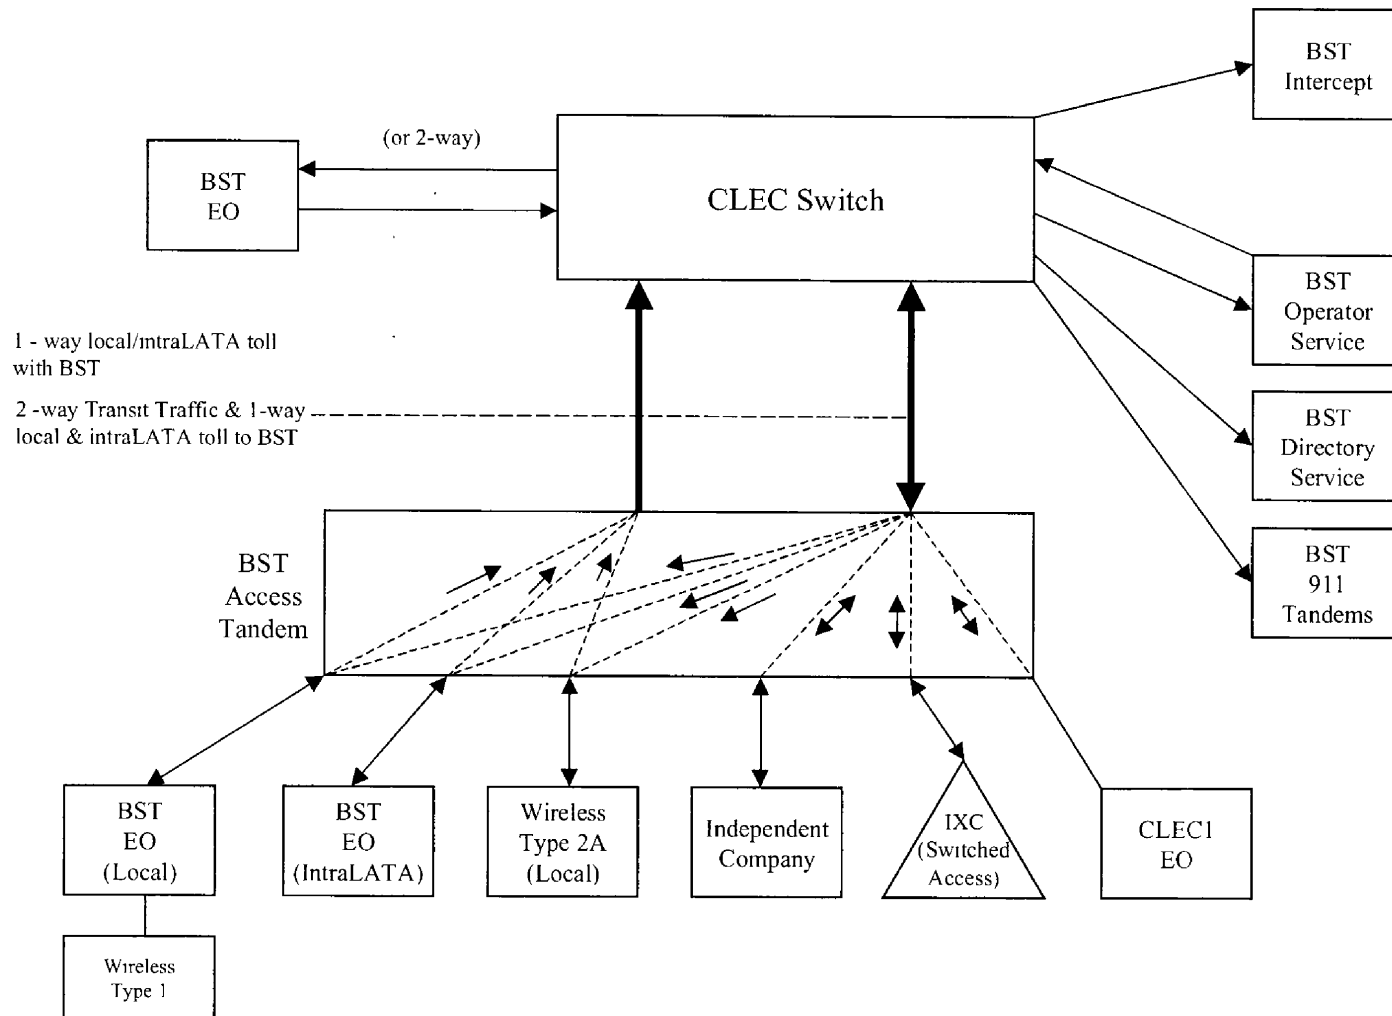 BST
Intercept
(or 2-way)
BST
EO
CLEC Switch
BST
Operator
Service
1 - way local/intraLATA toll
with BST
2 -way Transit Traffic & 1-way
local & intraLATA toll to BST
BST
Directory
Service
BST
911
Tandems
BST
Access
Tandem
BST
EO
(Local)
BST
EO
(IntraLATA)
Wireless
Type 2A
(Local)
Independent
Company
IXC
(Switched
Access)
CLEC1
EO
Wireless
Type 1